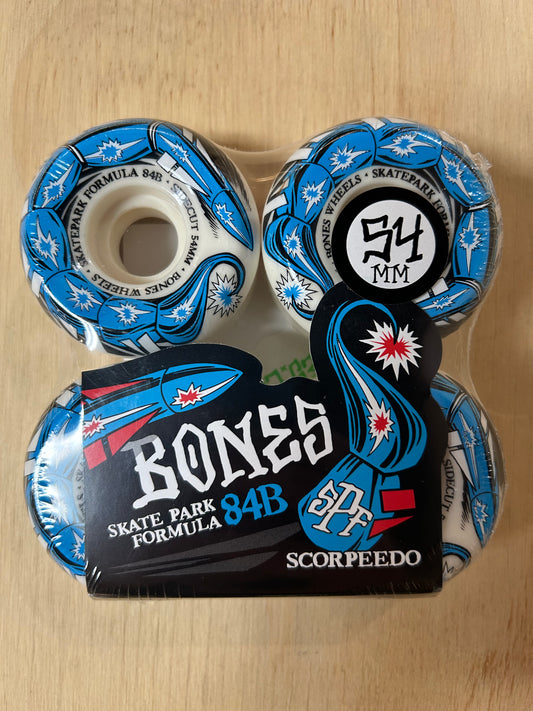 SKATEPARK FORMULA 84B • SIDECUT 54MM • BONES WHEELS
BONES WHEELS • SKATEPARK
54
MM
BONES
SKATE PARK
FORMULA 84B
SPF
SCORPEEDO
SIDECUT